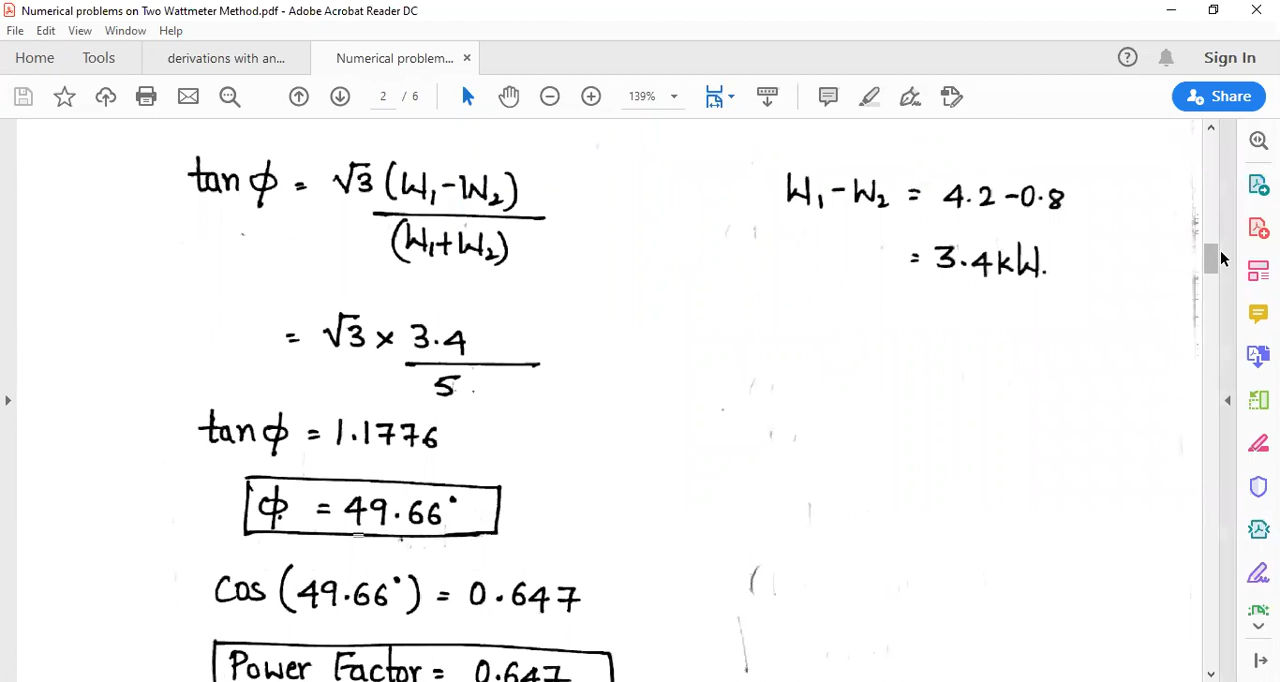 Numerical problems on Two Wattmeter Method.pdf - Adobe Acrobat Reader DC
File Edit View Window Help
Home Tools derivations with an... Numerical problem... × Sign In
2 / 6 139% Share
tan ϕ = √3 (W₁-W₂)
(W₁+W₂)
W₁-W₂ = 4.2-0.8
= 3.4kW.
= √3 × 3.4
5
tan ϕ = 1.1776
ϕ = 49.66°
Cos (49.66°) = 0.647
Power Factor = 0.647